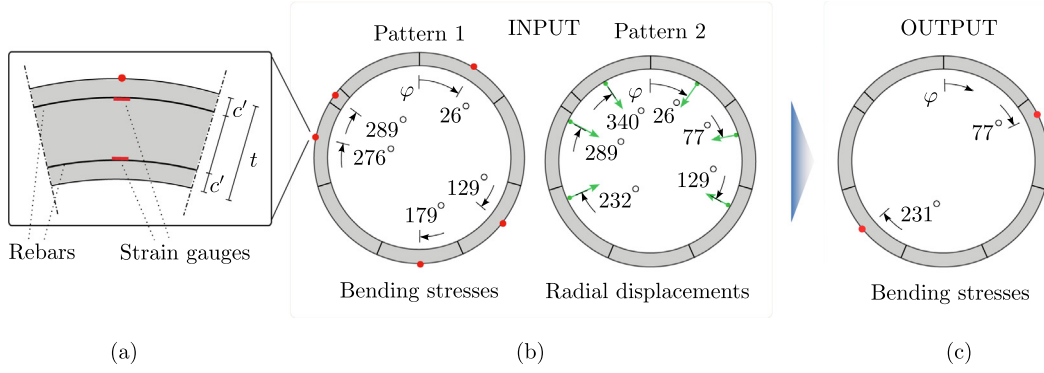 INPUT
OUTPUT
Pattern 1
Pattern 2
c'
t
c'
Rebars
Strain gauges
φ
26°
289°
276°
129°
179°
Bending stresses
φ
340°
26°
77°
289°
129°
232°
Radial displacements
φ
77°
231°
Bending stresses
(a)
(b)
(c)